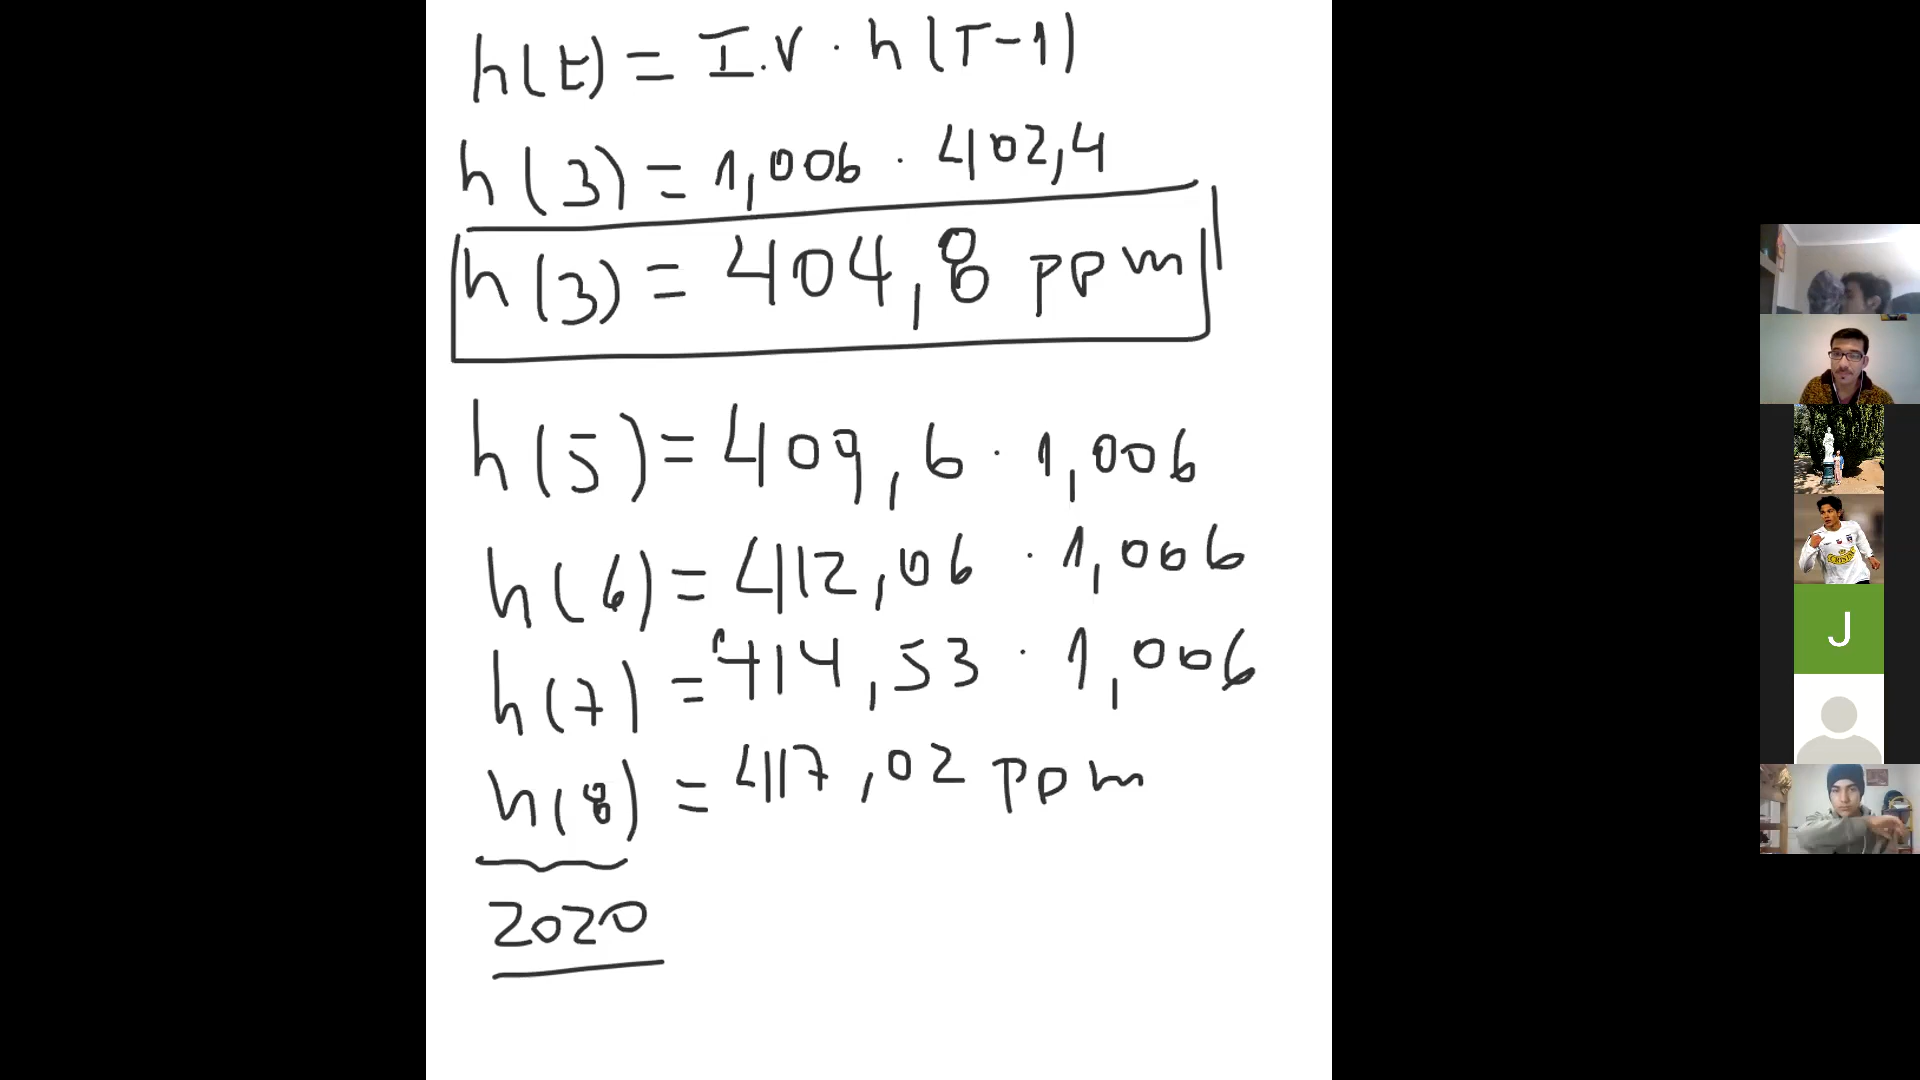 h(t) = I.V · h(T-1)
h(3) = 1,006 · 402,4
h(3) = 404,8 ppm
h(5) = 409,6 · 1,006
h(6) = 412,06 · 1,006
h(7) = 414,53 · 1,006
h(8) = 417,02 ppm
2020
CRISTAL
J